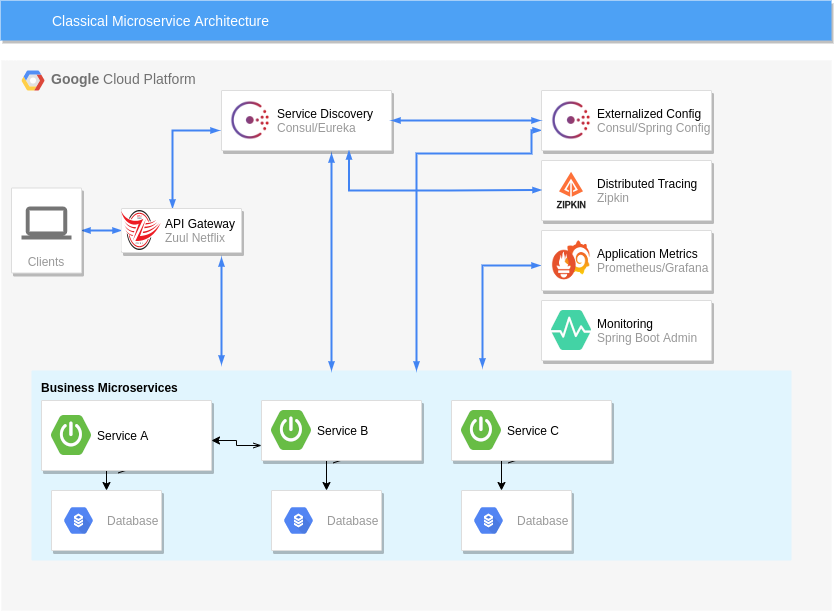 Classical Microservice Architecture
Google Cloud Platform
Service Discovery
Consul/Eureka
Externalized Config
Consul/Spring Config
Distributed Tracing
Zipkin
ZIPKIN
API Gateway
Zuul Netflix
Clients
Application Metrics
Prometheus/Grafana
Monitoring
Spring Boot Admin
Business Microservices
Service A
Service B
Service C
Database
Database
Database